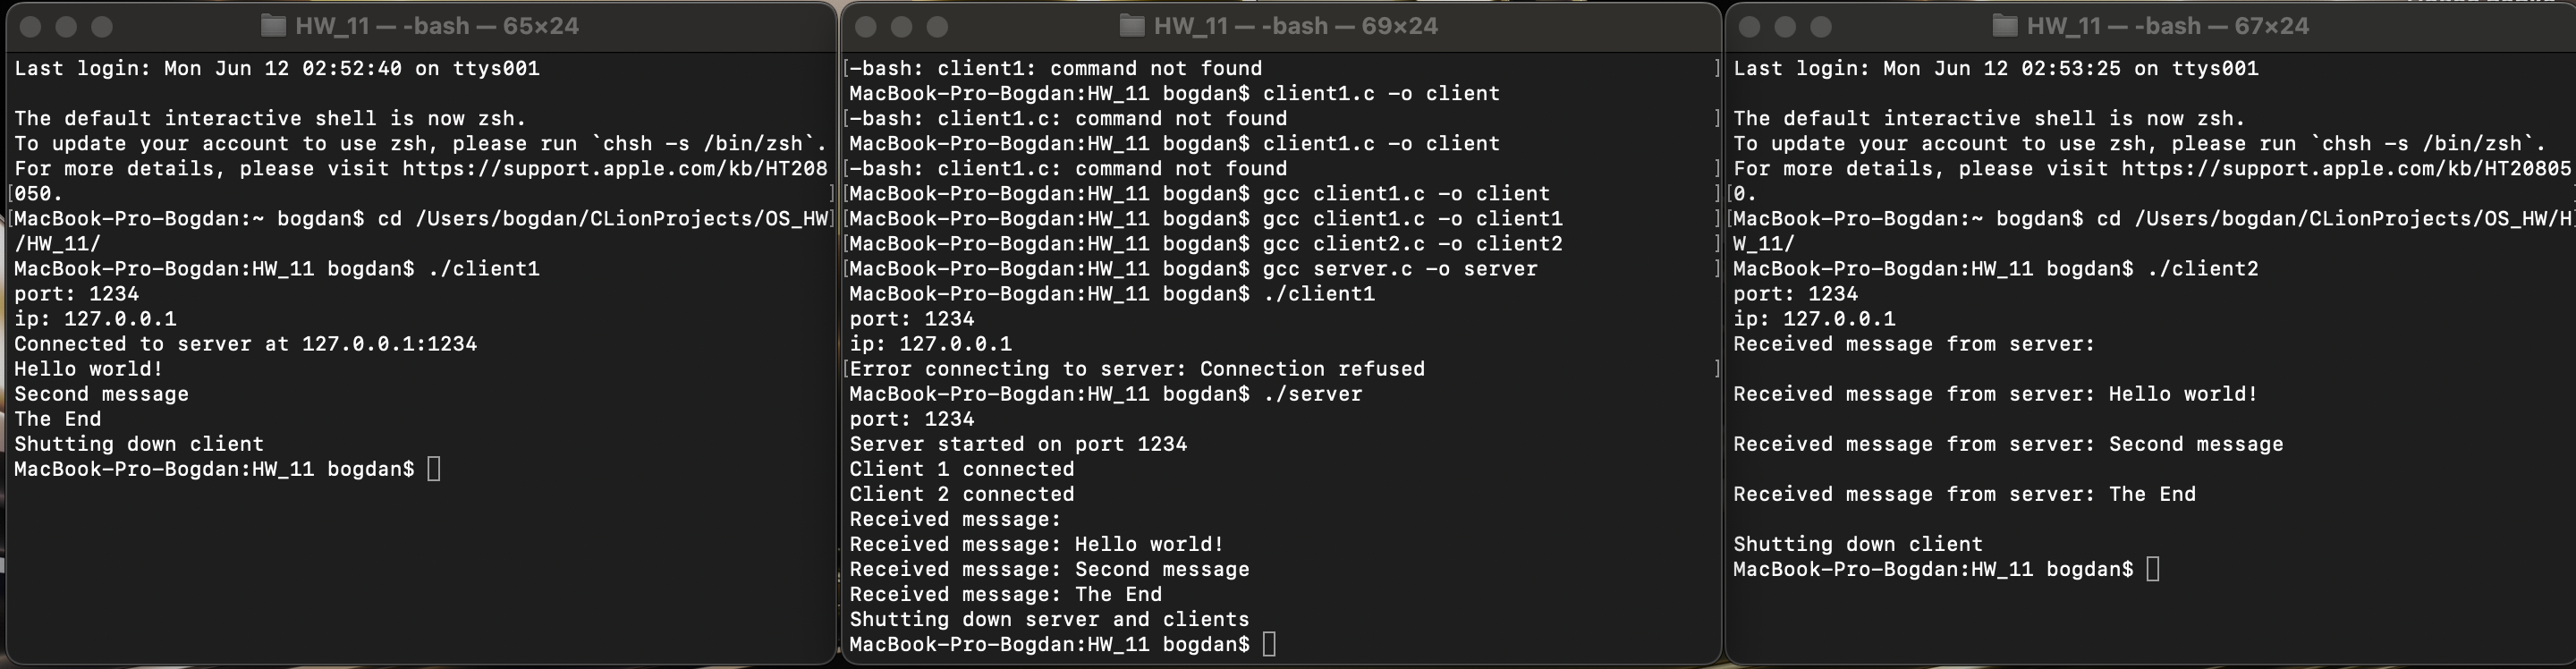 HW_11 — -bash — 65×24
Last login: Mon Jun 12 02:52:40 on ttys001
The default interactive shell is now zsh.
To update your account to use zsh, please run `chsh -s /bin/zsh`.
For more details, please visit https://support.apple.com/kb/HT208
[050. ]
[MacBook-Pro-Bogdan:~ bogdan$ cd /Users/bogdan/CLionProjects/OS_HW]
/HW_11/
MacBook-Pro-Bogdan:HW_11 bogdan$ ./client1
port: 1234
ip: 127.0.0.1
Connected to server at 127.0.0.1:1234
Hello world!
Second message
The End
Shutting down client
MacBook-Pro-Bogdan:HW_11 bogdan$
HW_11 — -bash — 69×24
[-bash: client1: command not found ]
MacBook-Pro-Bogdan:HW_11 bogdan$ client1.c -o client
[-bash: client1.c: command not found ]
MacBook-Pro-Bogdan:HW_11 bogdan$ client1.c -o client
[-bash: client1.c: command not found ]
[MacBook-Pro-Bogdan:HW_11 bogdan$ gcc client1.c -o client ]
[MacBook-Pro-Bogdan:HW_11 bogdan$ gcc client1.c -o client1 ]
[MacBook-Pro-Bogdan:HW_11 bogdan$ gcc client2.c -o client2 ]
[MacBook-Pro-Bogdan:HW_11 bogdan$ gcc server.c -o server ]
MacBook-Pro-Bogdan:HW_11 bogdan$ ./client1
port: 1234
ip: 127.0.0.1
[Error connecting to server: Connection refused ]
MacBook-Pro-Bogdan:HW_11 bogdan$ ./server
port: 1234
Server started on port 1234
Client 1 connected
Client 2 connected
Received message:
Received message: Hello world!
Received message: Second message
Received message: The End
Shutting down server and clients
MacBook-Pro-Bogdan:HW_11 bogdan$
HW_11 — -bash — 67×24
Last login: Mon Jun 12 02:53:25 on ttys001
The default interactive shell is now zsh.
To update your account to use zsh, please run `chsh -s /bin/zsh`.
For more details, please visit https://support.apple.com/kb/HT20805
[0. ]
[MacBook-Pro-Bogdan:~ bogdan$ cd /Users/bogdan/CLionProjects/OS_HW/H]
W_11/
MacBook-Pro-Bogdan:HW_11 bogdan$ ./client2
port: 1234
ip: 127.0.0.1
Received message from server:
Received message from server: Hello world!
Received message from server: Second message
Received message from server: The End
Shutting down client
MacBook-Pro-Bogdan:HW_11 bogdan$